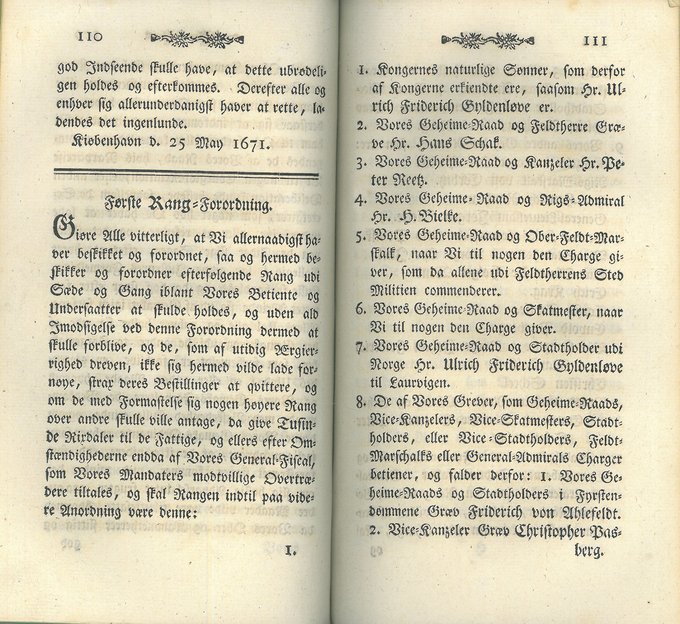 110
god Indseende skulle have, at dette ubrødeli-
gen holdes og efterkommes. Derefter alle og
enhver sig allerunderdanigst haver at rette, la-
dendes det ingenlunde.
Kiøbenhavn d. 25 May 1671.
Første Rang-Forordning.
Giøre Alle vitterligt, at Vi allernaadigst ha-
ver beskikket og forordnet, saa og hermed be-
skikker og forordner efterfølgende Rang udi
Sæde og Gang iblant Vores Betiente og
Undersaatter at skulde holdes, og uden ald
Imodsigelse ved denne Forordning dermed at
skulle forblive, og de, som af utidig Ærgier-
righed dreven, ikke sig hermed vilde lade for-
nøye, strax deres Bestillinger at qvittere, og
om de med Formastelse sig nogen høyere Rang
over andre skulle ville antage, da give Tusin-
de Rixdaler til de Fattige, og ellers efter Om-
stændighederne endda af Vores General-Fiscal,
som Vores Mandaters modtvillige Overtræ-
dere tiltales, og skal Rangen indtil paa vide-
re Anordning være denne:
1.
111
1. Kongernes naturlige Sønner, som derfor
af Kongerne erkiendte ere, saasom Hr. Ul-
rich Friderich Gyldenløve er.
2. Vores Geheime-Raad og Feldtherre Gre-
ve Hr. Hans Schak.
3. Vores Geheime-Raad og Kanzeler Hr. Pe-
ter Reetz.
4. Vores Geheime-Raad og Rigs-Admiral
Hr. H. Bielke.
5. Vores Geheime-Raad og Ober-Feldt-Mar-
skalk, naar Vi til nogen den Charge gi-
ver, som da allene udi Feldtherrens Sted
Militien commenderer.
6. Vores Geheime-Raad og Skatmester, naar
Vi til nogen den Charge giver.
7. Vores Geheime-Raad og Stadtholder udi
Norge Hr. Ulrich Friderich Gyldenløve
til Laurvigen.
8. De af Vores Grever, som Geheime-Raads,
Vice-Kanzelers, Vice-Skatmesters, Stadt-
holders, eller Vice-Stadtholders, Feldt-
Marschalks eller General-Admirals Charger
betiener, og falder derfor: 1. Vores Ge-
heime-Raads og Stadtholders i Fyrsten-
dømmene Græv Friderich von Ahlefeldt.
2. Vice-Kanzeler Græv Christopher Pas-
berg.